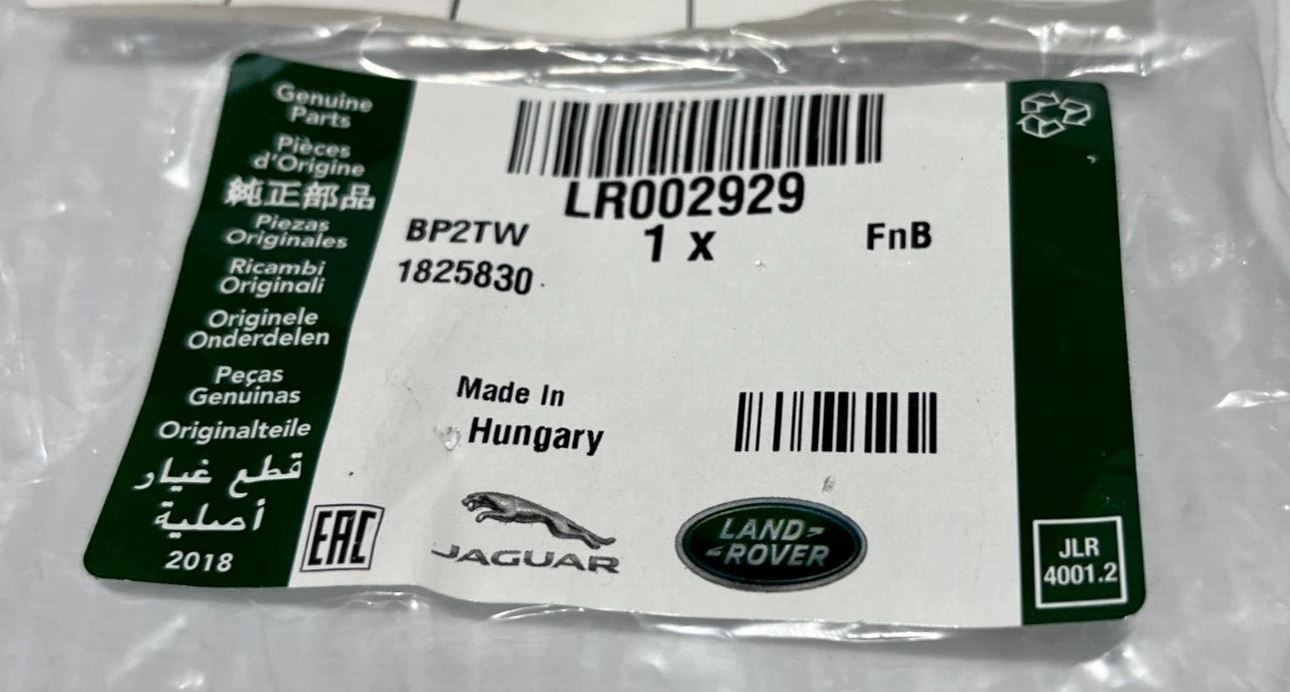 Genuine
Parts
Pièces
d'Origine
純正部品
Piezas
Originales
Ricambi
Originali
Originele
Onderdelen
Peças
Genuinas
Originalteile
قطع غيار
أصلية
2018
LR002929
BP2TW
1 x
FnB
1825830
Made In
Hungary
EAC
JAGUAR
LAND
ROVER
JLR
4001.2